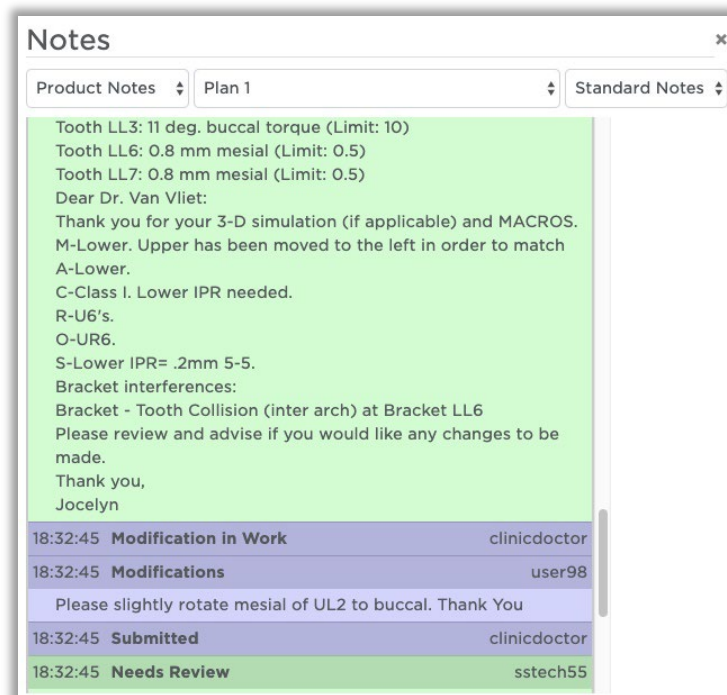 Notes ×
Product Notes Plan 1 Standard Notes
Tooth LL3: 11 deg. buccal torque (Limit: 10)
Tooth LL6: 0.8 mm mesial (Limit: 0.5)
Tooth LL7: 0.8 mm mesial (Limit: 0.5)
Dear Dr. Van Vliet:
Thank you for your 3-D simulation (if applicable) and MACROS.
M-Lower. Upper has been moved to the left in order to match
A-Lower.
C-Class I. Lower IPR needed.
R-U6's.
O-UR6.
S-Lower IPR= .2mm 5-5.
Bracket interferences:
Bracket - Tooth Collision (inter arch) at Bracket LL6
Please review and advise if you would like any changes to be
made.
Thank you,
Jocelyn
18:32:45 Modification in Work clinicdoctor
18:32:45 Modifications user98
Please slightly rotate mesial of UL2 to buccal. Thank You
18:32:45 Submitted clinicdoctor
18:32:45 Needs Review sstech55